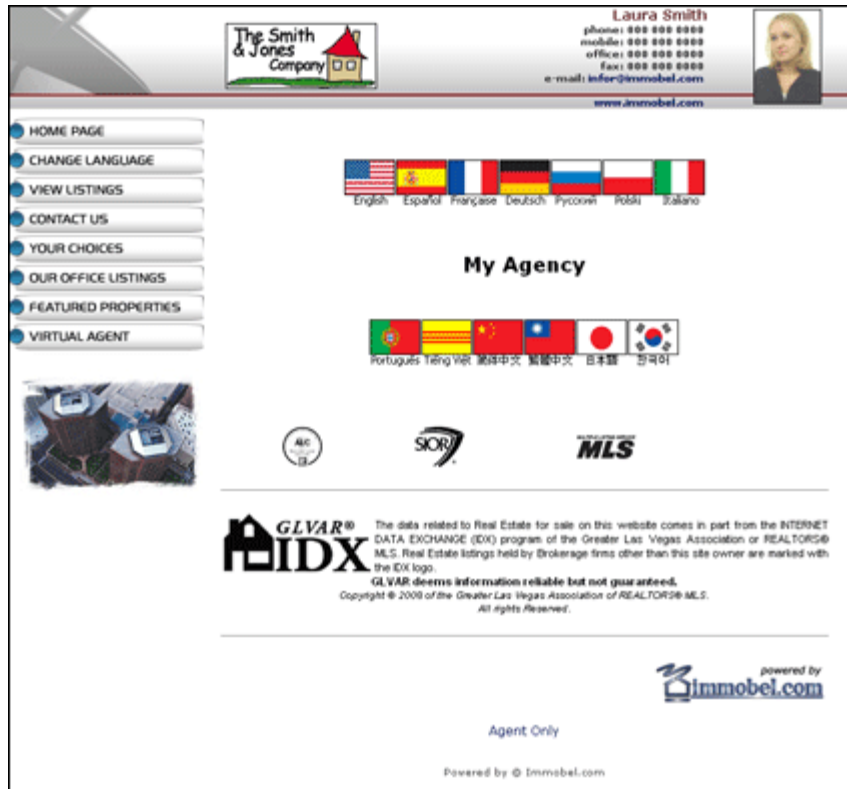 The Smith
& Jones
Company
Laura Smith
phone: 000 000 0000
mobile: 000 000 0000
office: 000 000 0000
fax: 000 000 0000
e-mail: infor@immobel.com
www.immobel.com
HOME PAGE
CHANGE LANGUAGE
VIEW LISTINGS
CONTACT US
YOUR CHOICES
OUR OFFICE LISTINGS
FEATURED PROPERTIES
VIRTUAL AGENT
English Español Française Deutsch Polski Italiano
My Agency
Português Tiếng Việt 繁體中文 日本語 한국어
SIOR
MLS
GLVAR®
IDX
The data related to Real Estate for sale on this website comes in part from the INTERNET
DATA EXCHANGE (IDX) program of the Greater Las Vegas Association or REALTORS®
MLS. Real Estate listings held by Brokerage firms other than this site owner are marked with
the IDX logo.
GLVAR deems information reliable but not guaranteed.
Copyright © 2008 of the Greater Las Vegas Association of REALTORS® MLS.
All rights Reserved.
powered by
immobel.com
Agent Only
Powered by @ Immobel.com